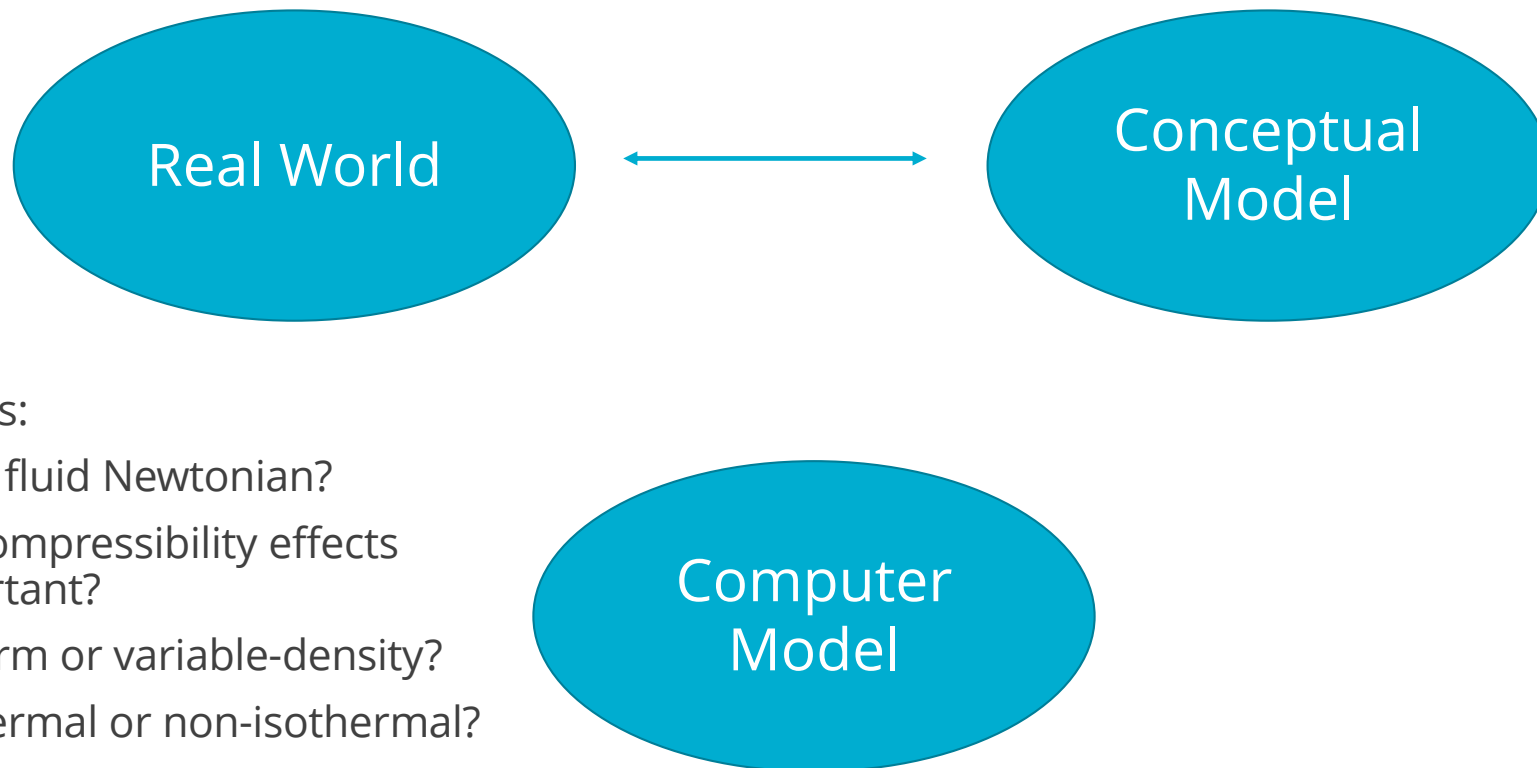 Real World
Conceptual
Model
s:
fluid Newtonian?
ompressibility effects
rtant?
rm or variable-density?
ermal or non-isothermal?
Computer
Model